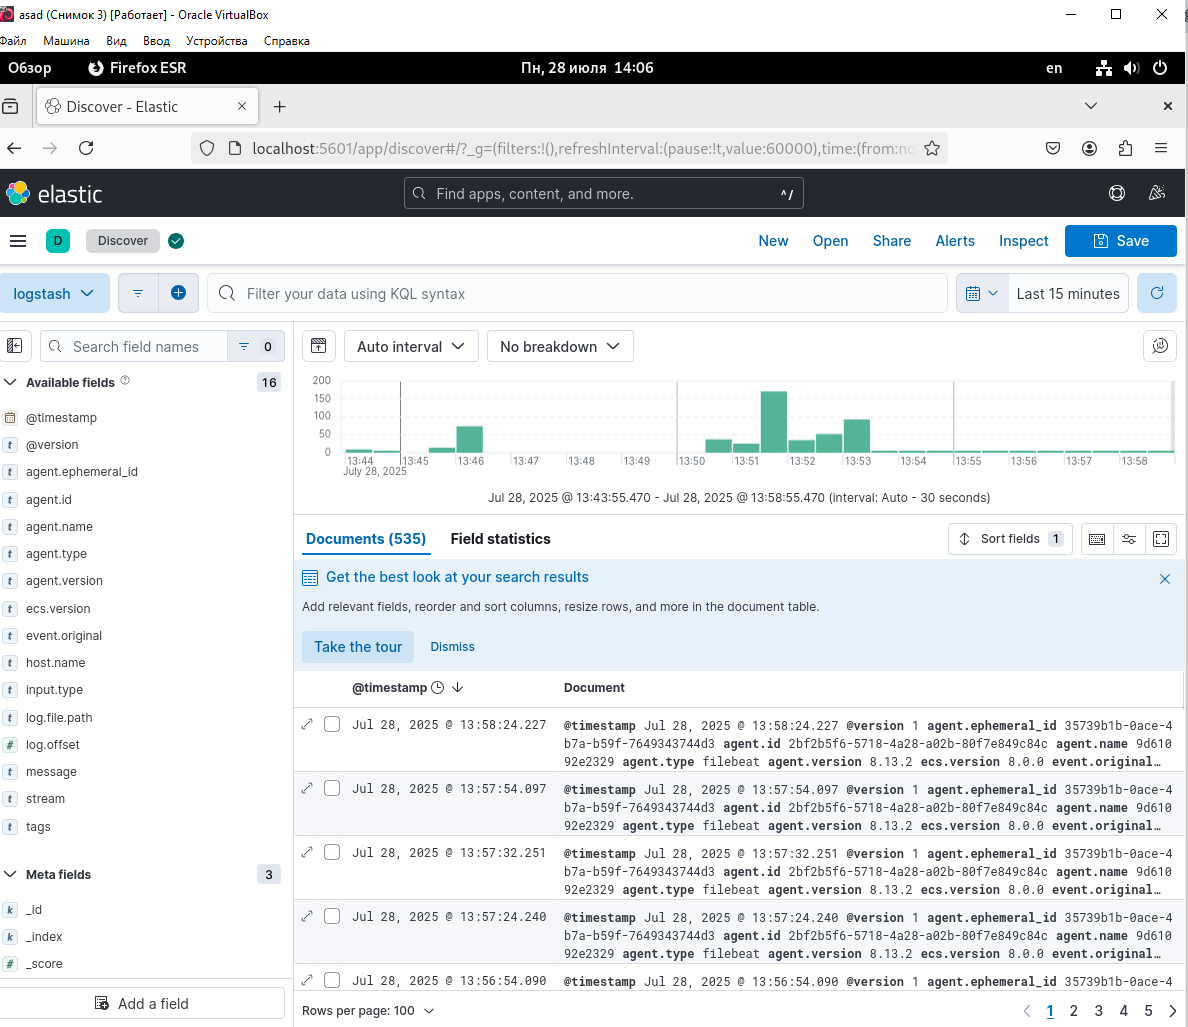 asad (Снимок 3) [Работает] - Oracle VirtualBox
Файл Машина Вид Ввод Устройства Справка
Обзор Firefox ESR Пн, 28 июля 14:06 en
Discover - Elastic
localhost:5601/app/discover#/?_g=(filters:!(),refreshInterval:(pause:!t,value:60000),time:(from:no
elastic Find apps, content, and more. ^/
D Discover New Open Share Alerts Inspect Save
logstash Filter your data using KQL syntax Last 15 minutes
Search field names 0 Auto interval No breakdown
Available fields 16
@timestamp
@version
agent.ephemeral_id
agent.id
agent.name
agent.type
agent.version
ecs.version
event.original
host.name
input.type
log.file.path
log.offset
message
stream
tags
Meta fields 3
_id
_index
_score
Add a field
200
150
100
50
0
13:44 13:45 13:46 13:47 13:48 13:49 13:50 13:51 13:52 13:53 13:54 13:55 13:56 13:57 13:58
July 28, 2025
Jul 28, 2025 @ 13:43:55.470 - Jul 28, 2025 @ 13:58:55.470 (interval: Auto - 30 seconds)
Documents (535) Field statistics Sort fields 1
Get the best look at your search results
Add relevant fields, reorder and sort columns, resize rows, and more in the document table.
Take the tour Dismiss
@timestamp Document
Jul 28, 2025 @ 13:58:24.227 @timestamp Jul 28, 2025 @ 13:58:24.227 @version 1 agent.ephemeral_id 35739b1b-0ace-4
b7a-b59f-7649343744d3 agent.id 2bf2b5f6-5718-4a28-a02b-80f7e849c84c agent.name 9d610
92e2329 agent.type filebeat agent.version 8.13.2 ecs.version 8.0.0 event.original…
Jul 28, 2025 @ 13:57:54.097 @timestamp Jul 28, 2025 @ 13:57:54.097 @version 1 agent.ephemeral_id 35739b1b-0ace-4
b7a-b59f-7649343744d3 agent.id 2bf2b5f6-5718-4a28-a02b-80f7e849c84c agent.name 9d610
92e2329 agent.type filebeat agent.version 8.13.2 ecs.version 8.0.0 event.original…
Jul 28, 2025 @ 13:57:32.251 @timestamp Jul 28, 2025 @ 13:57:32.251 @version 1 agent.ephemeral_id 35739b1b-0ace-4
b7a-b59f-7649343744d3 agent.id 2bf2b5f6-5718-4a28-a02b-80f7e849c84c agent.name 9d610
92e2329 agent.type filebeat agent.version 8.13.2 ecs.version 8.0.0 event.original…
Jul 28, 2025 @ 13:57:24.240 @timestamp Jul 28, 2025 @ 13:57:24.240 @version 1 agent.ephemeral_id 35739b1b-0ace-4
b7a-b59f-7649343744d3 agent.id 2bf2b5f6-5718-4a28-a02b-80f7e849c84c agent.name 9d610
92e2329 agent.type filebeat agent.version 8.13.2 ecs.version 8.0.0 event.original…
Jul 28, 2025 @ 13:56:54.090 @timestamp Jul 28, 2025 @ 13:56:54.090 @version 1 agent.ephemeral_id 35739b1b-0ace-4
Rows per page: 100 1 2 3 4 5